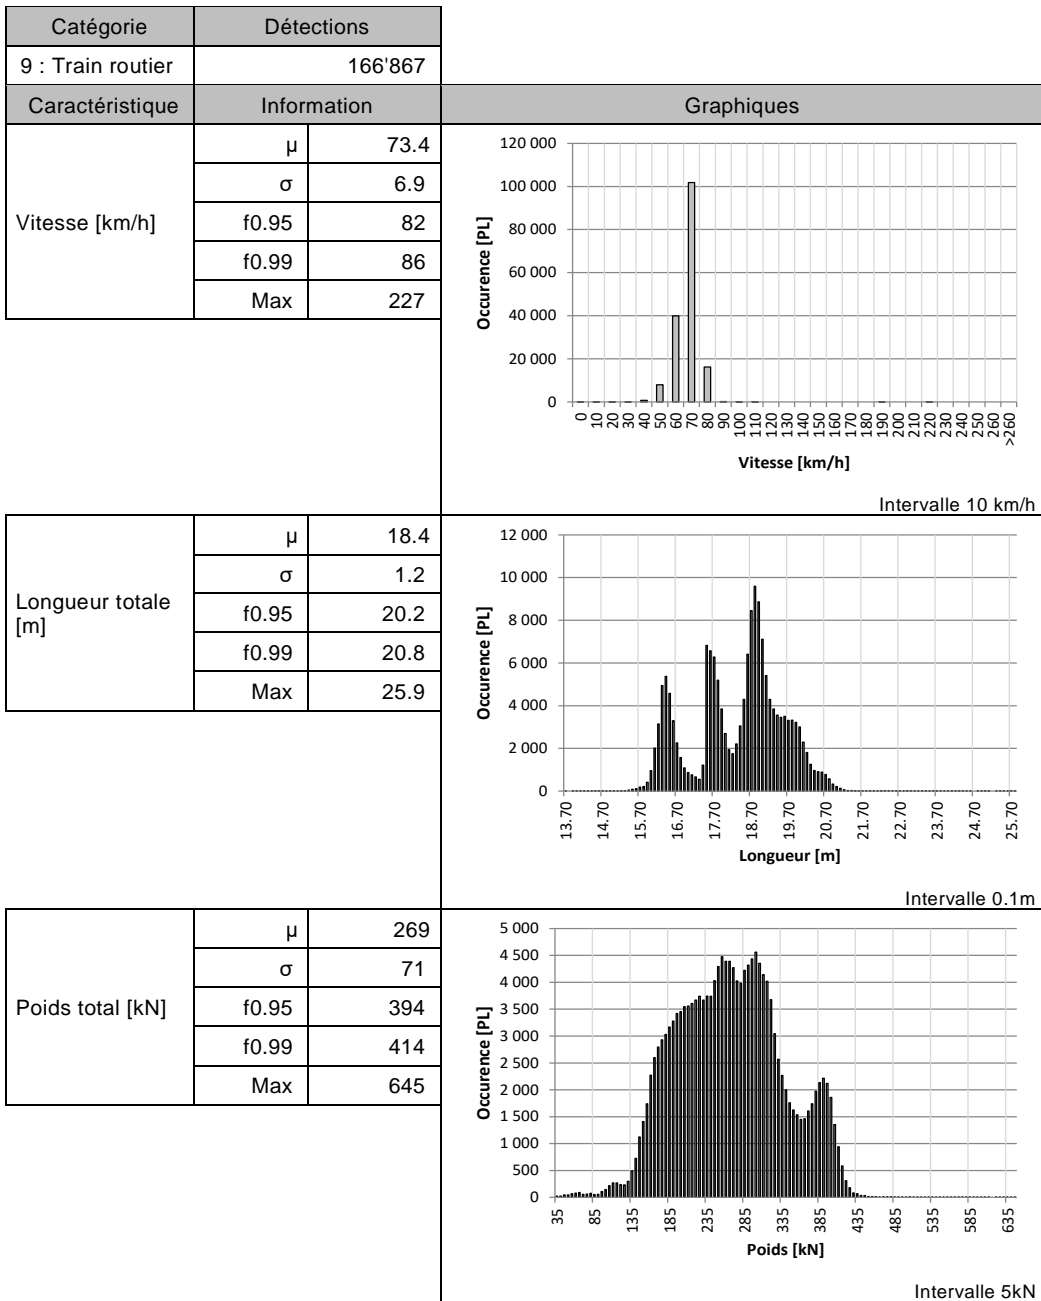 Catégorie Détections
9 : Train routier 166'867
Caractéristique Information Graphiques
Vitesse [km/h]
µ 73.4
σ 6.9
f0.95 82
f0.99 86
Max 227
120 000
100 000
80 000
60 000
40 000
20 000
0
Occurence [PL]
0 10 20 30 40 50 60 70 80 90 100 110 120 130 140 150 160 170 180 190 200 210 220 230 240 250 260 >260
Vitesse [km/h]
Intervalle 10 km/h
Longueur totale
[m]
µ 18.4
σ 1.2
f0.95 20.2
f0.99 20.8
Max 25.9
12 000
10 000
8 000
6 000
4 000
2 000
0
Occurence [PL]
13.70 14.70 15.70 16.70 17.70 18.70 19.70 20.70 21.70 22.70 23.70 24.70 25.70
Longueur [m]
Intervalle 0.1m
Poids total [kN]
µ 269
σ 71
f0.95 394
f0.99 414
Max 645
5 000
4 500
4 000
3 500
3 000
2 500
2 000
1 500
1 000
500
0
Occurence [PL]
35 85 135 185 235 285 335 385 435 485 535 585 635
Poids [kN]
Intervalle 5kN